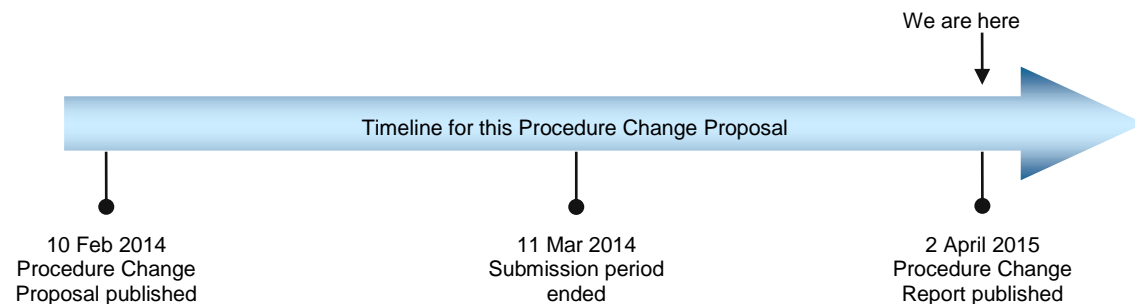 We are here
Timeline for this Procedure Change Proposal
10 Feb 2014
Procedure Change
Proposal published
11 Mar 2014
Submission period
ended
2 April 2015
Procedure Change
Report published